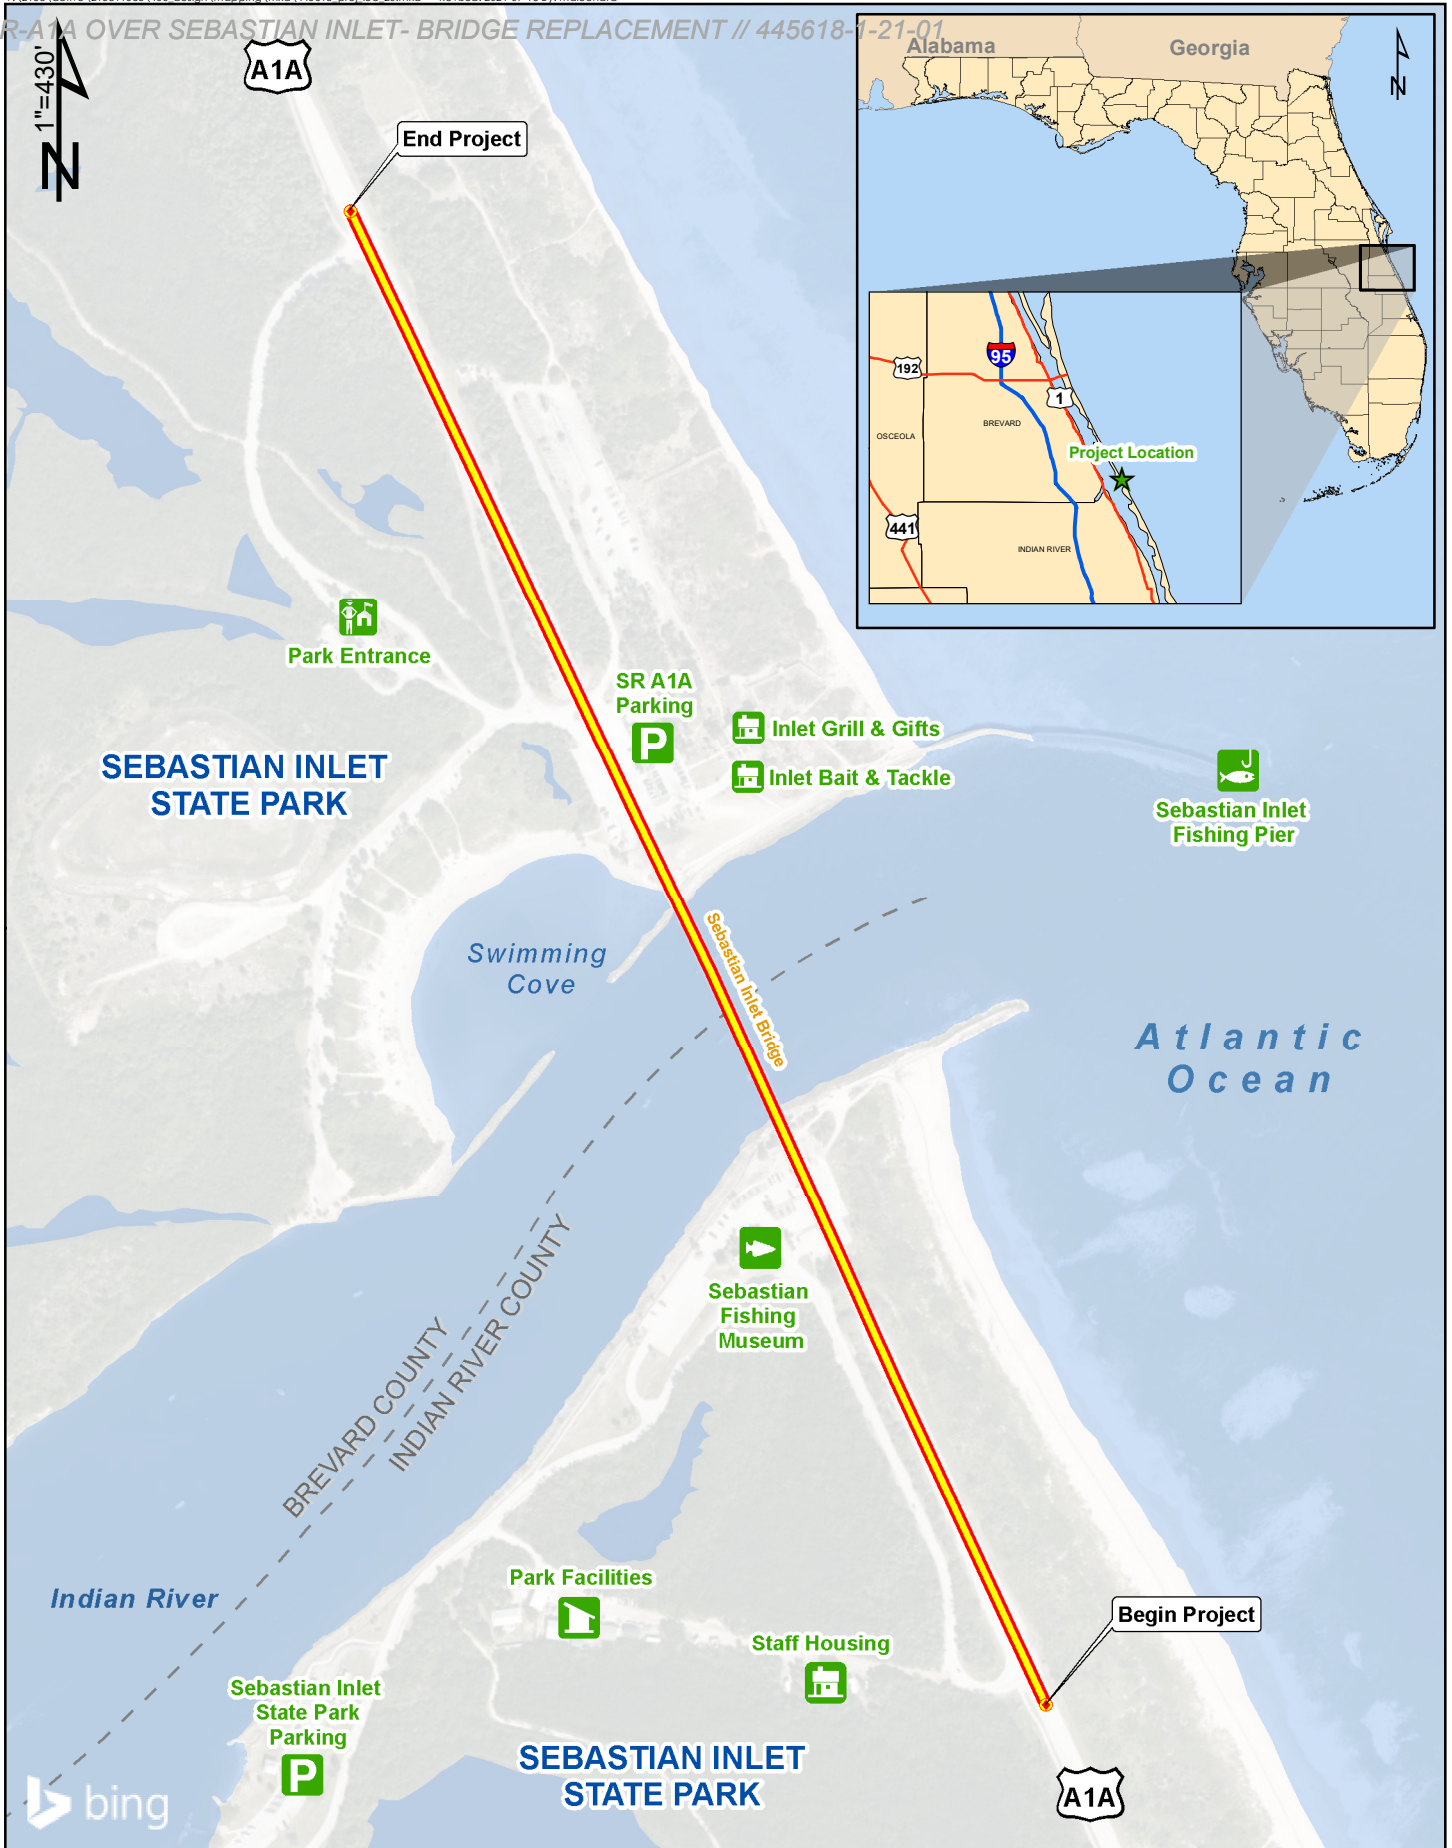 R-A1A OVER SEBASTIAN INLET- BRIDGE REPLACEMENT // 445618-1-21-01
1"=430'
N
A1A
End Project
Alabama
Georgia
N
95
192
1
OSCEOLA
BREVARD
Project Location
441
INDIAN RIVER
Park Entrance
SR A1A
Parking
P
Inlet Grill & Gifts
Inlet Bait & Tackle
SEBASTIAN INLET
STATE PARK
Sebastian Inlet
Fishing Pier
Swimming
Cove
Sebastian Inlet Bridge
Atlantic
Ocean
Sebastian
Fishing
Museum
BREVARD COUNTY
INDIAN RIVER COUNTY
Indian River
Park Facilities
Begin Project
Staff Housing
Sebastian Inlet
State Park
Parking
P
SEBASTIAN INLET
STATE PARK
A1A
bing